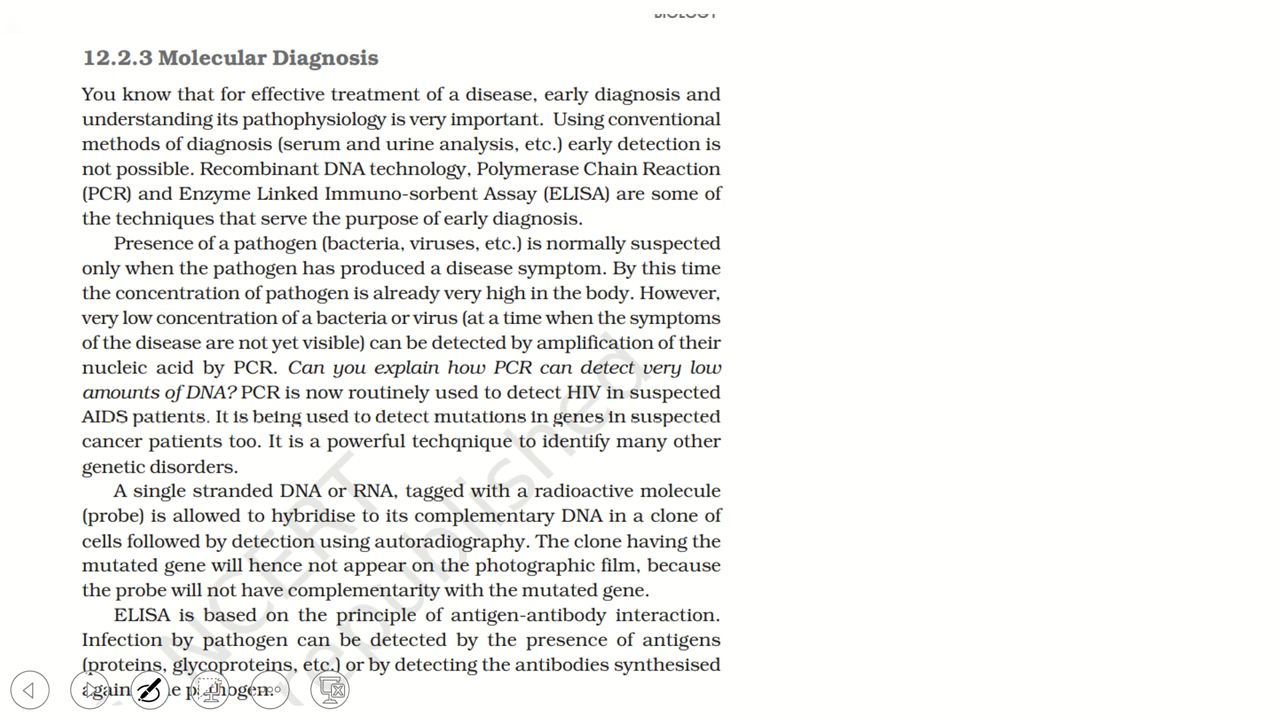 BIOLOGY
12.2.3 Molecular Diagnosis
You know that for effective treatment of a disease, early diagnosis and
understanding its pathophysiology is very important. Using conventional
methods of diagnosis (serum and urine analysis, etc.) early detection is
not possible. Recombinant DNA technology, Polymerase Chain Reaction
(PCR) and Enzyme Linked Immuno-sorbent Assay (ELISA) are some of
the techniques that serve the purpose of early diagnosis.
Presence of a pathogen (bacteria, viruses, etc.) is normally suspected
only when the pathogen has produced a disease symptom. By this time
the concentration of pathogen is already very high in the body. However,
very low concentration of a bacteria or virus (at a time when the symptoms
of the disease are not yet visible) can be detected by amplification of their
nucleic acid by PCR. Can you explain how PCR can detect very low
amounts of DNA? PCR is now routinely used to detect HIV in suspected
AIDS patients. It is being used to detect mutations in genes in suspected
cancer patients too. It is a powerful techqnique to identify many other
genetic disorders.
A single stranded DNA or RNA, tagged with a radioactive molecule
(probe) is allowed to hybridise to its complementary DNA in a clone of
cells followed by detection using autoradiography. The clone having the
mutated gene will hence not appear on the photographic film, because
the probe will not have complementarity with the mutated gene.
ELISA is based on the principle of antigen-antibody interaction.
Infection by pathogen can be detected by the presence of antigens
(proteins, glycoproteins, etc.) or by detecting the antibodies synthesised
pathogen.
NCERT
republished